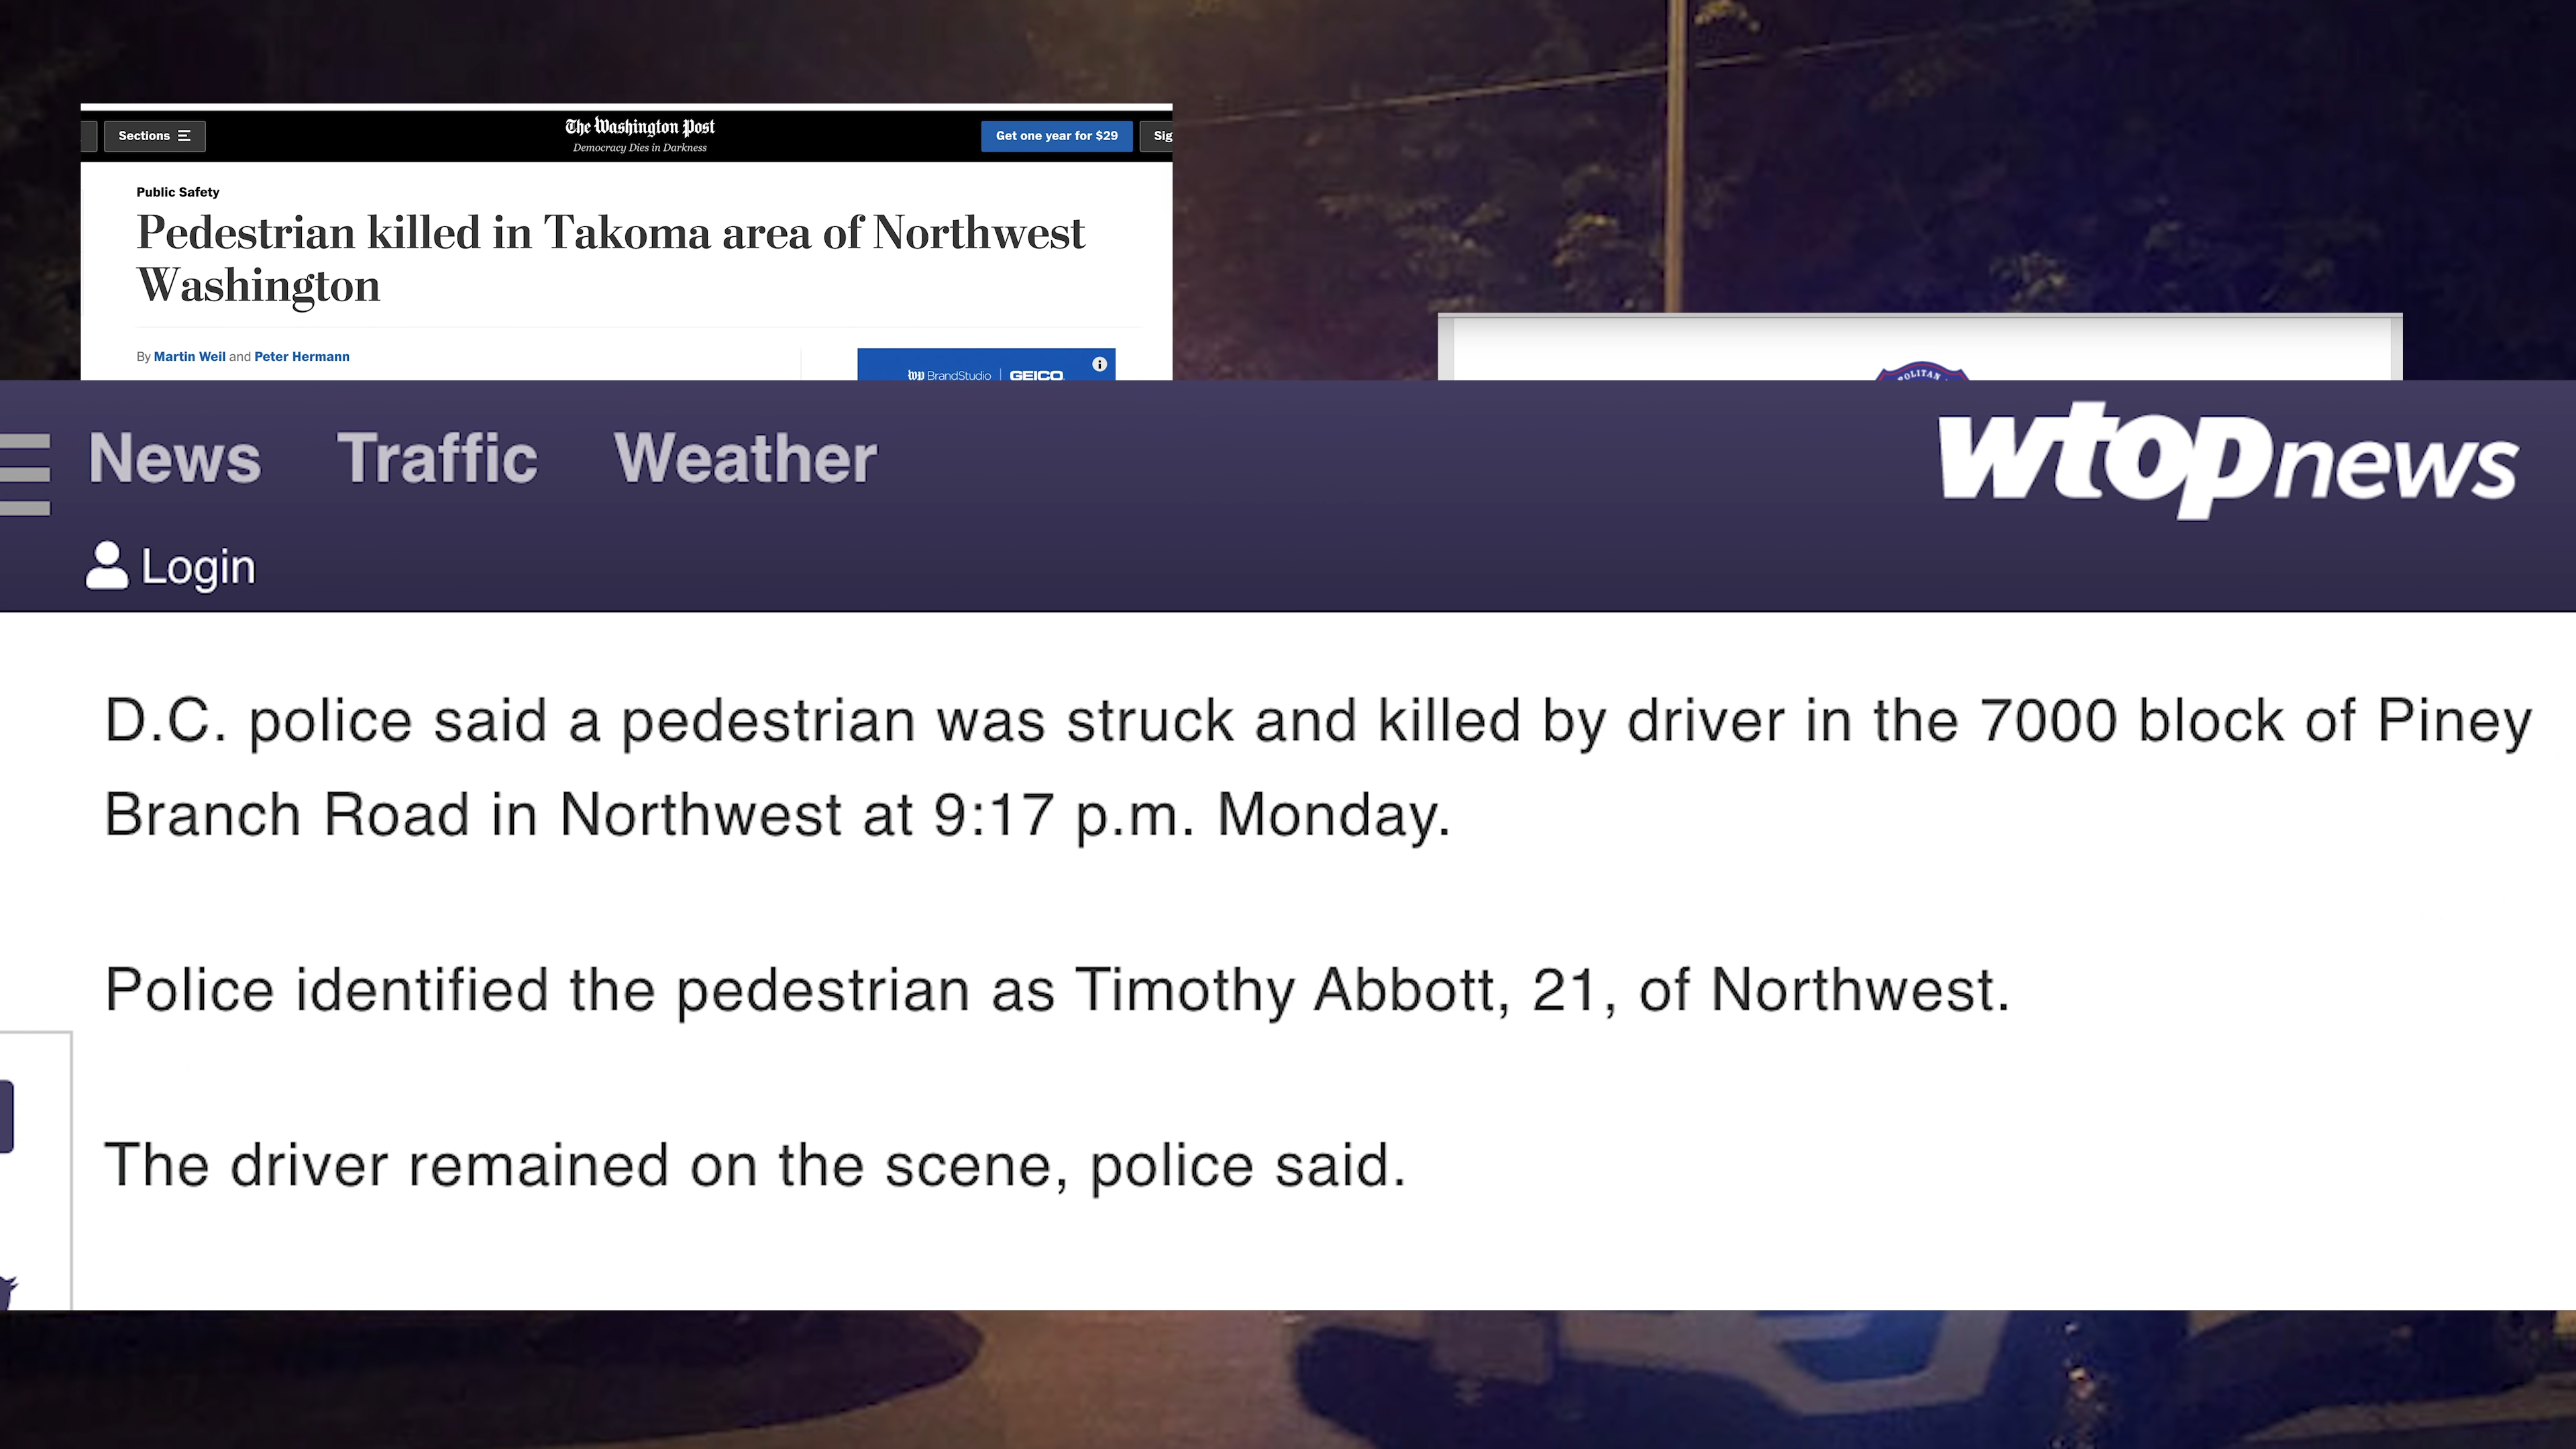 Sections
The Washington Post
Democracy Dies in Darkness
Get one year for $29
Public Safety
Pedestrian killed in Takoma area of Northwest
Washington
By Martin Weil and Peter Hermann
wp BrandStudio | GEICO
News Traffic Weather
wtopnews
Login
D.C. police said a pedestrian was struck and killed by driver in the 7000 block of Piney
Branch Road in Northwest at 9:17 p.m. Monday.
Police identified the pedestrian as Timothy Abbott, 21, of Northwest.
The driver remained on the scene, police said.